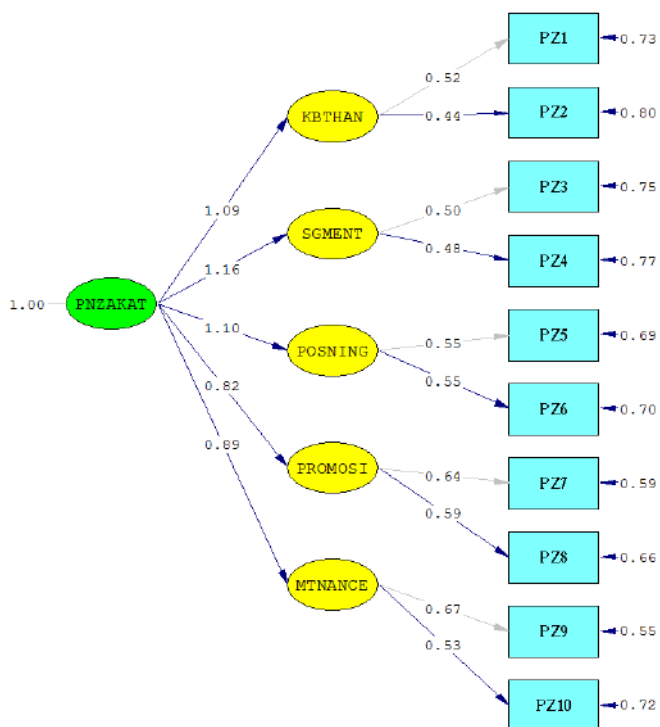 PZ1
0.73
0.52
KBTHAN
0.44
PZ2
0.80
PZ3
0.75
0.50
1.09
SGMENT
0.48
PZ4
0.77
1.16
1.00
PNZAKAT
1.10
PZ5
0.69
0.55
POSNING
0.55
PZ6
0.70
0.82
0.89
PROMOSI
0.64
PZ7
0.59
0.59
PZ8
0.66
MTNANCE
0.67
PZ9
0.55
0.53
PZ10
0.72